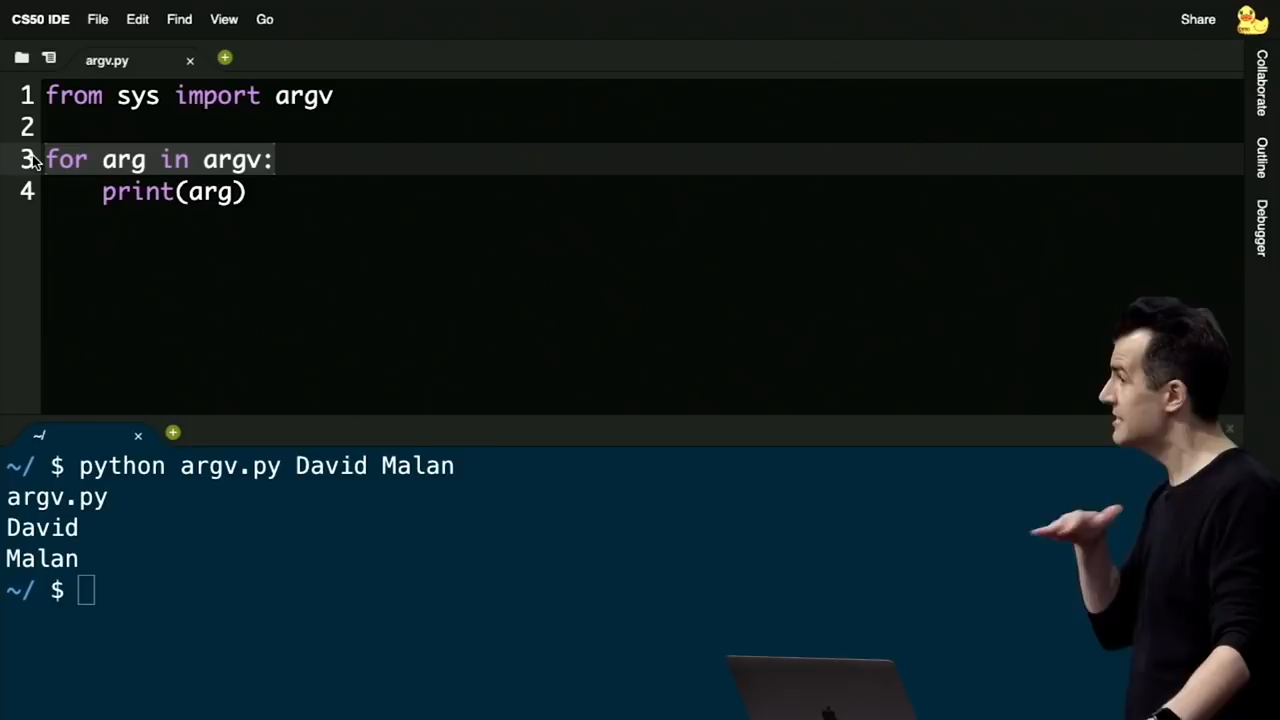 CS50 IDE File Edit Find View Go Share
argv.py
1 from sys import argv
2
3 for arg in argv:
4 print(arg)
Collaborate
Outline
Debugger
~/
~/ $ python argv.py David Malan
argv.py
David
Malan
~/ $